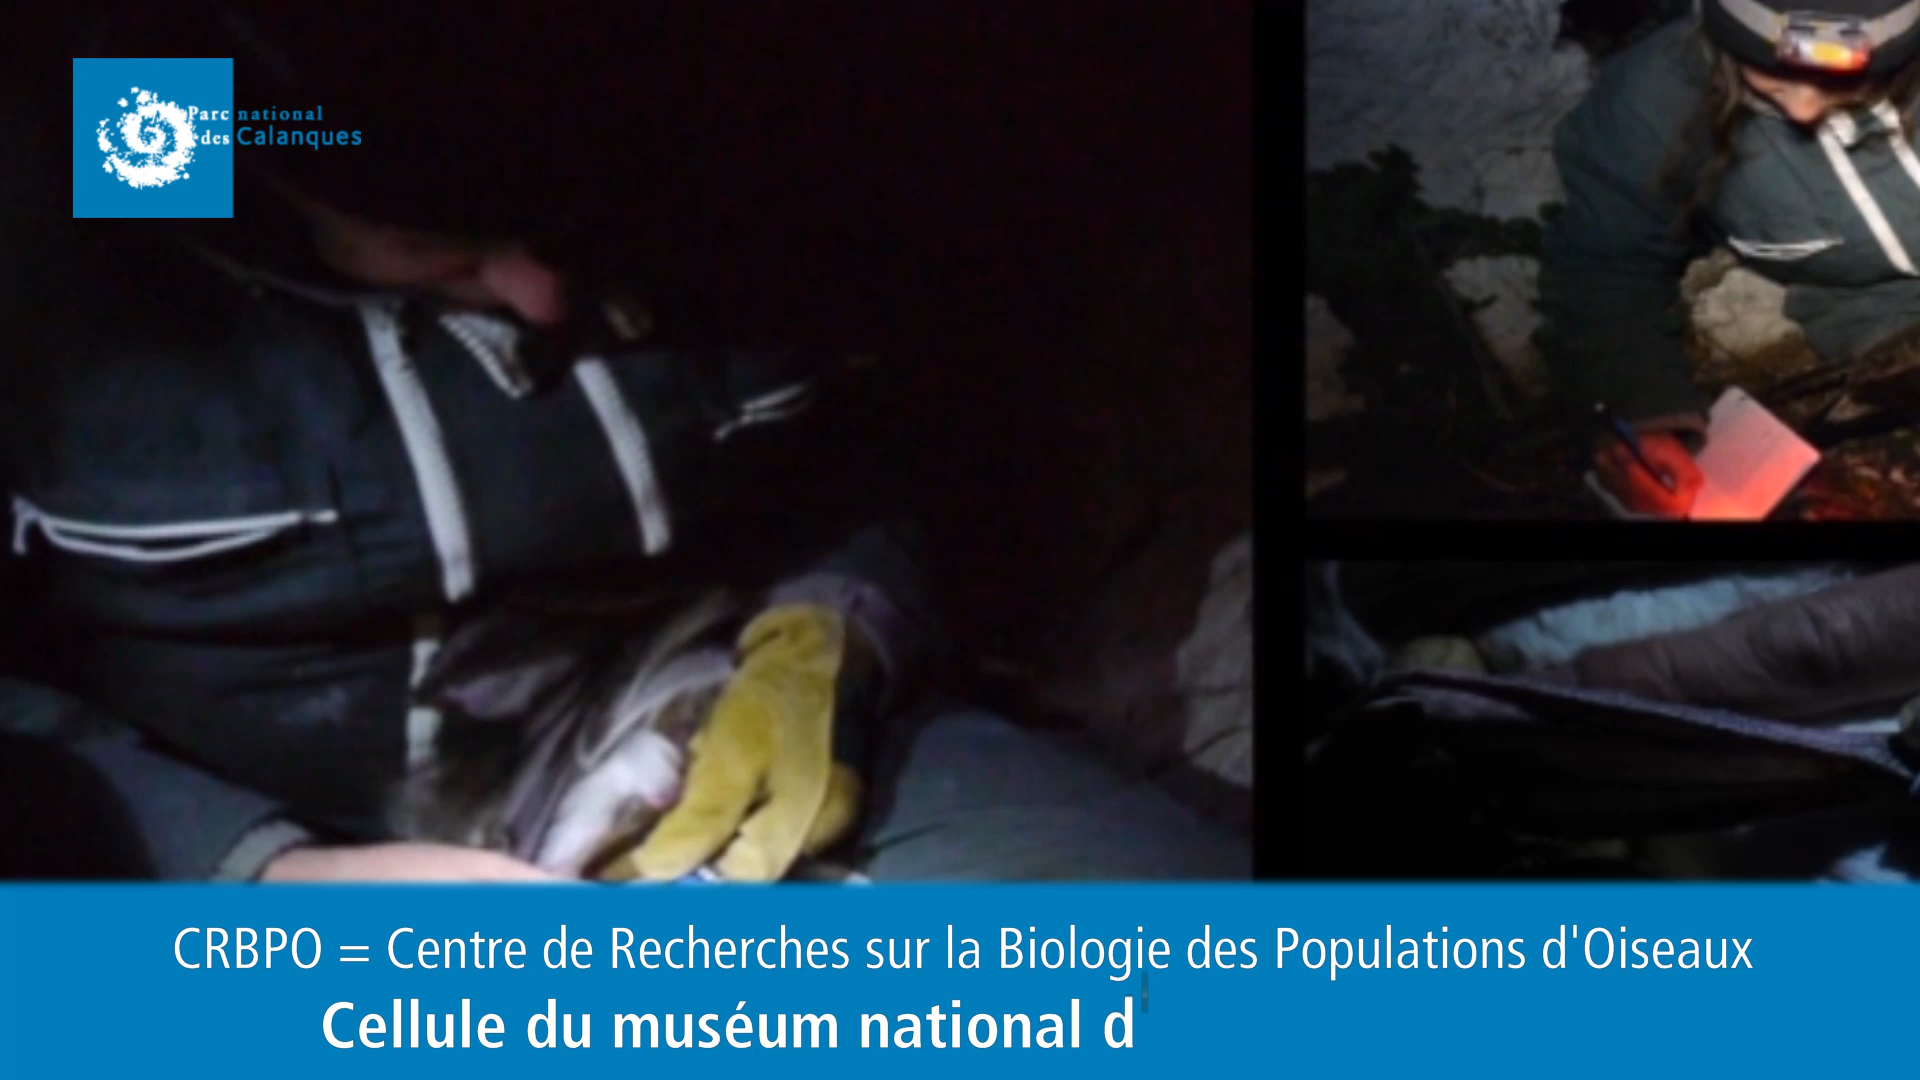 Parc national
des Calanques
CRBPO = Centre de Recherches sur la Biologie des Populations d'Oiseaux
Cellule du muséum national d'